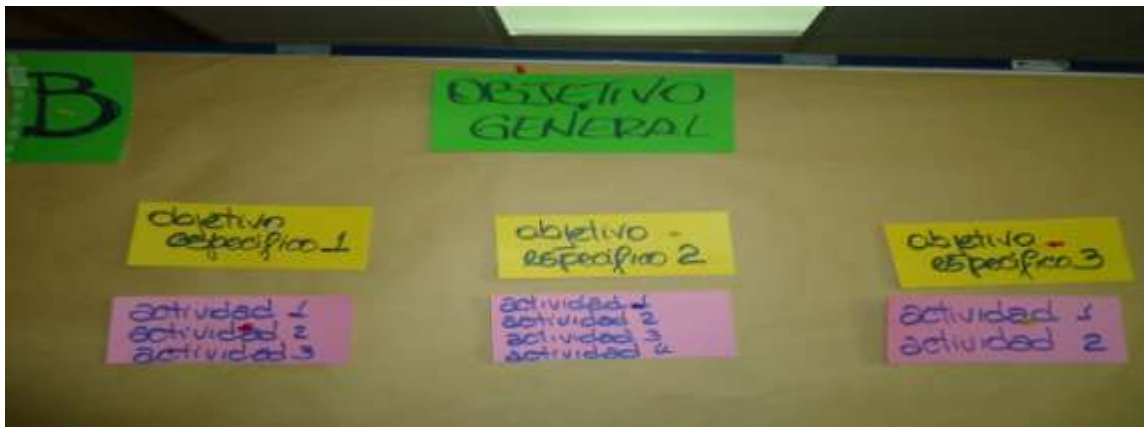 B
OBJETIVO
GENERAL
objetivo
especifico 1
objetivo
especifico 2
objetivo
especifico 3
actividad 1
actividad 2
actividad 3
actividad 1
actividad 2
actividad 3
actividad 4
actividad 1
actividad 2